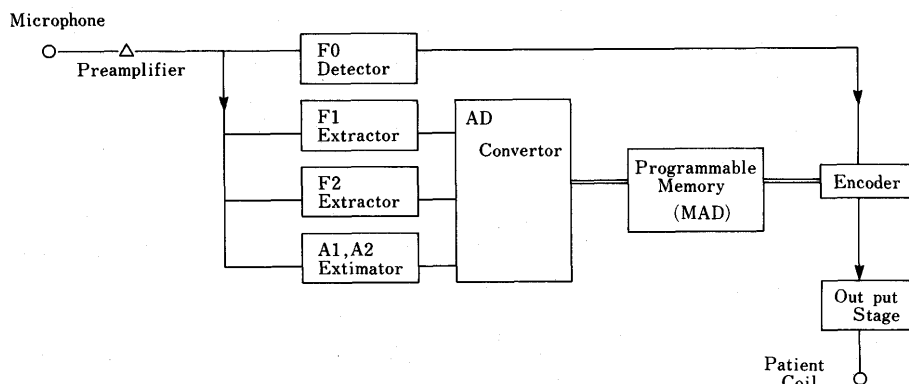 Microphone
Preamplifier
F0
Detector
F1
Extractor
F2
Extractor
A1,A2
Extimator
AD
Convertor
Programmable
Memory
(MAD)
Encoder
Out put
Stage
Patient
Coil